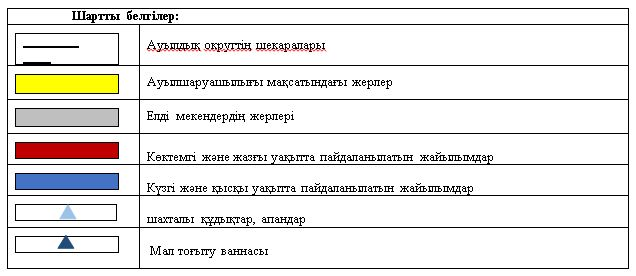 Шартты белгілер:
Ауылдық округтің шекаралары
Ауылшаруашылығы мақсатындағы жерлер
Елді мекендердің жерлері
Көктемгі және жазғы уақытта пайдаланылатын жайылымдар
Күзгі және қысқы уақытта пайдаланылатын жайылымдар
шахталы құдықтар, апандар
Мал тоғыту ваннасы